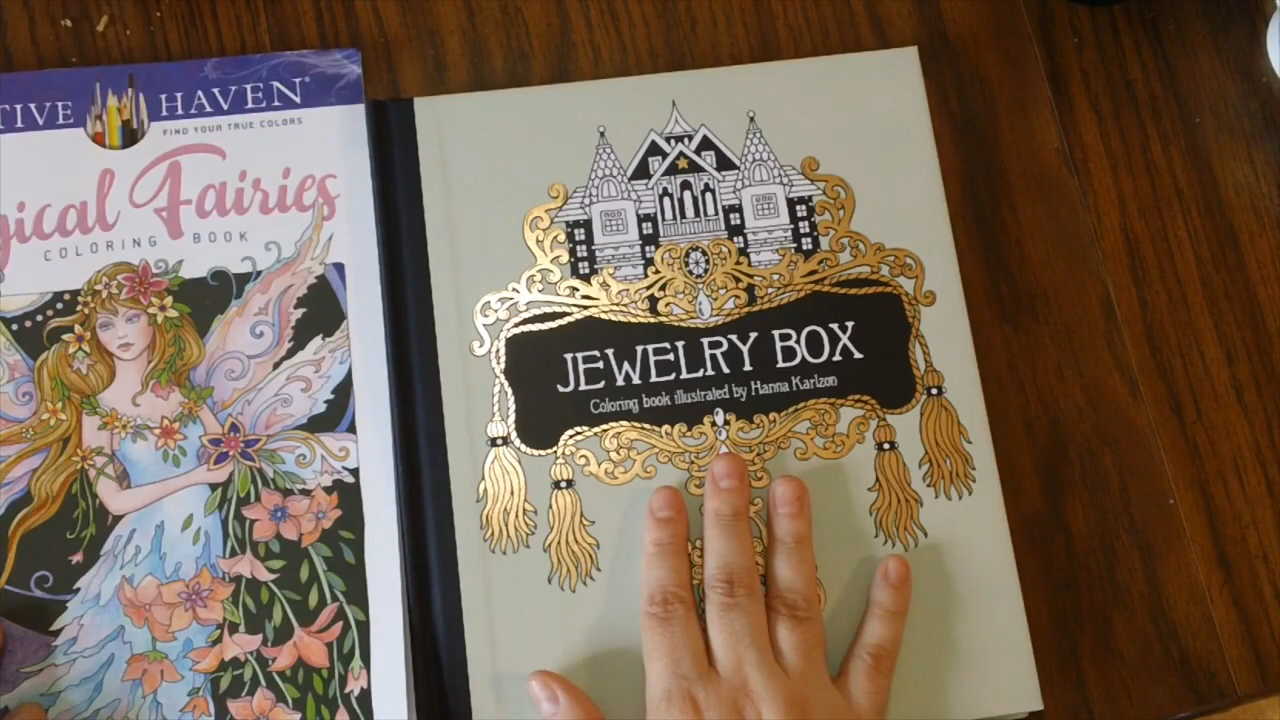 TIVE HAVEN®
FIND YOUR TRUE COLORS
gical Fairies
COLORING BOOK
JEWELRY BOX
Coloring book illustrated by Hanna Karlzon